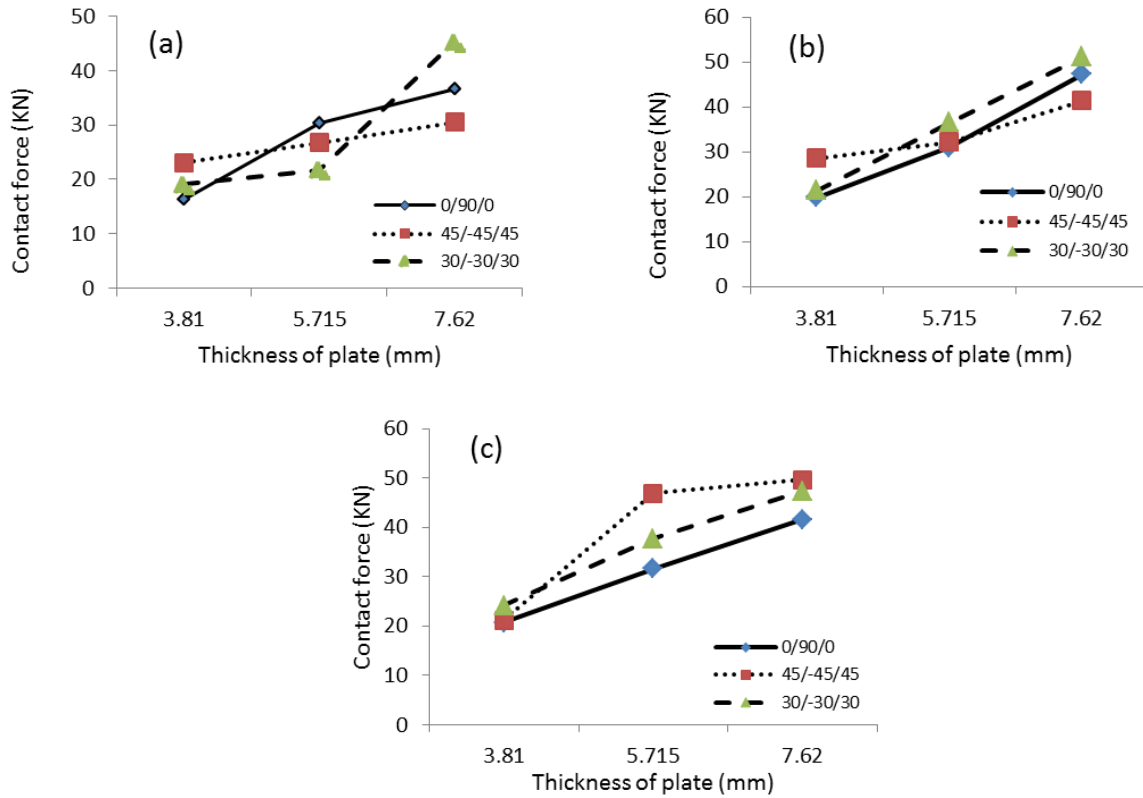 (a)
Contact force (KN)
50
40
30
20
10
0
0/90/0
45/-45/45
30/-30/30
3.81 5.715 7.62
Thickness of plate (mm)
(b)
Contact force (KN)
60
50
40
30
20
10
0
0/90/0
45/-45/45
30/-30/30
3.81 5.715 7.62
Thickness of plate (mm)
(c)
Contact force (KN)
60
50
40
30
20
10
0
0/90/0
45/-45/45
30/-30/30
3.81 5.715 7.62
Thickness of plate (mm)